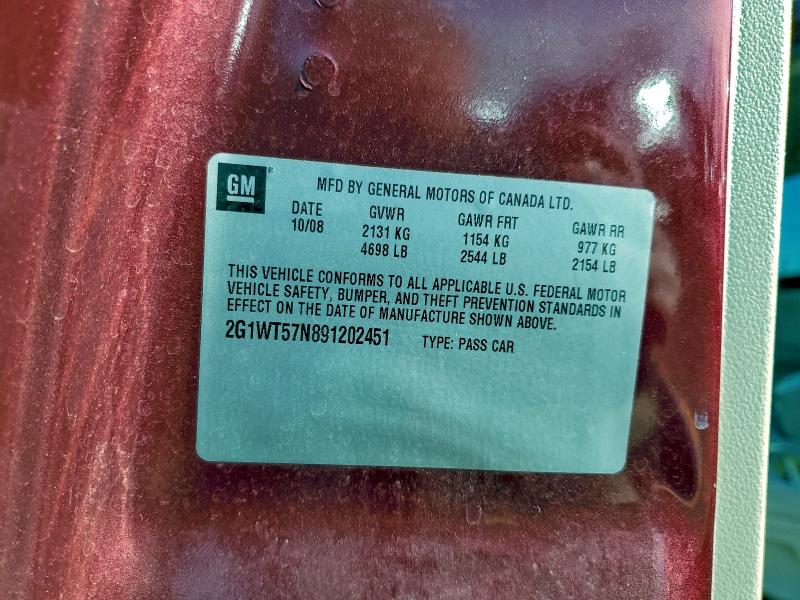 GM®
MFD BY GENERAL MOTORS OF CANADA LTD.
DATE GVWR GAWR FRT GAWR RR
10/08 2131 KG 1154 KG 977 KG
4698 LB 2544 LB 2154 LB
THIS VEHICLE CONFORMS TO ALL APPLICABLE U.S. FEDERAL MOTOR
VEHICLE SAFETY, BUMPER, AND THEFT PREVENTION STANDARDS IN
EFFECT ON THE DATE OF MANUFACTURE SHOWN ABOVE.
2G1WT57N891202451 TYPE: PASS CAR